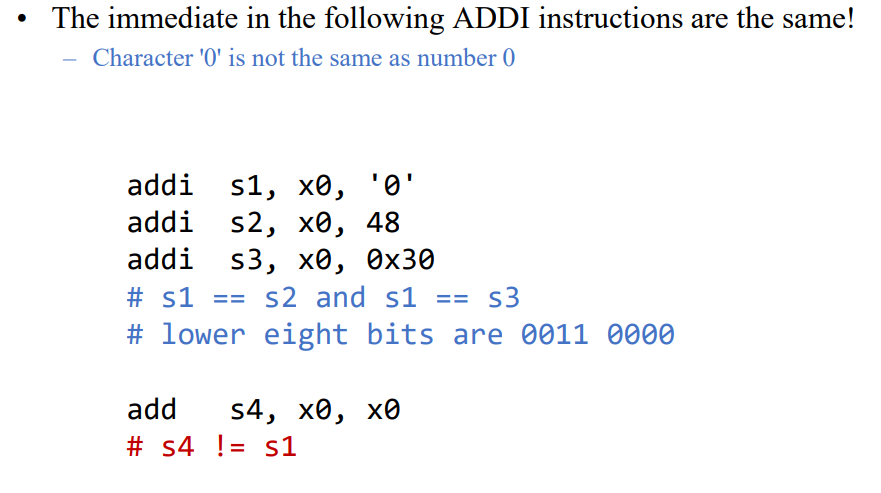 • The immediate in the following ADDI instructions are the same!
– Character '0' is not the same as number 0
addi  s1, x0, '0'
addi  s2, x0, 48
addi  s3, x0, 0x30
# s1 == s2 and s1 == s3
# lower eight bits are 0011 0000
add   s4, x0, x0
# s4 != s1